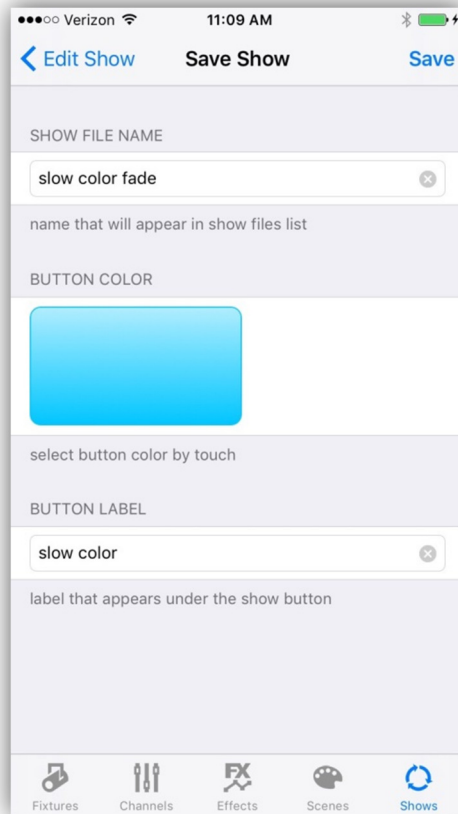 Verizon 11:09 AM
Edit Show Save Show Save
SHOW FILE NAME
slow color fade
name that will appear in show files list
BUTTON COLOR
select button color by touch
BUTTON LABEL
slow color
label that appears under the show button
FX
Fixtures Channels Effects Scenes Shows